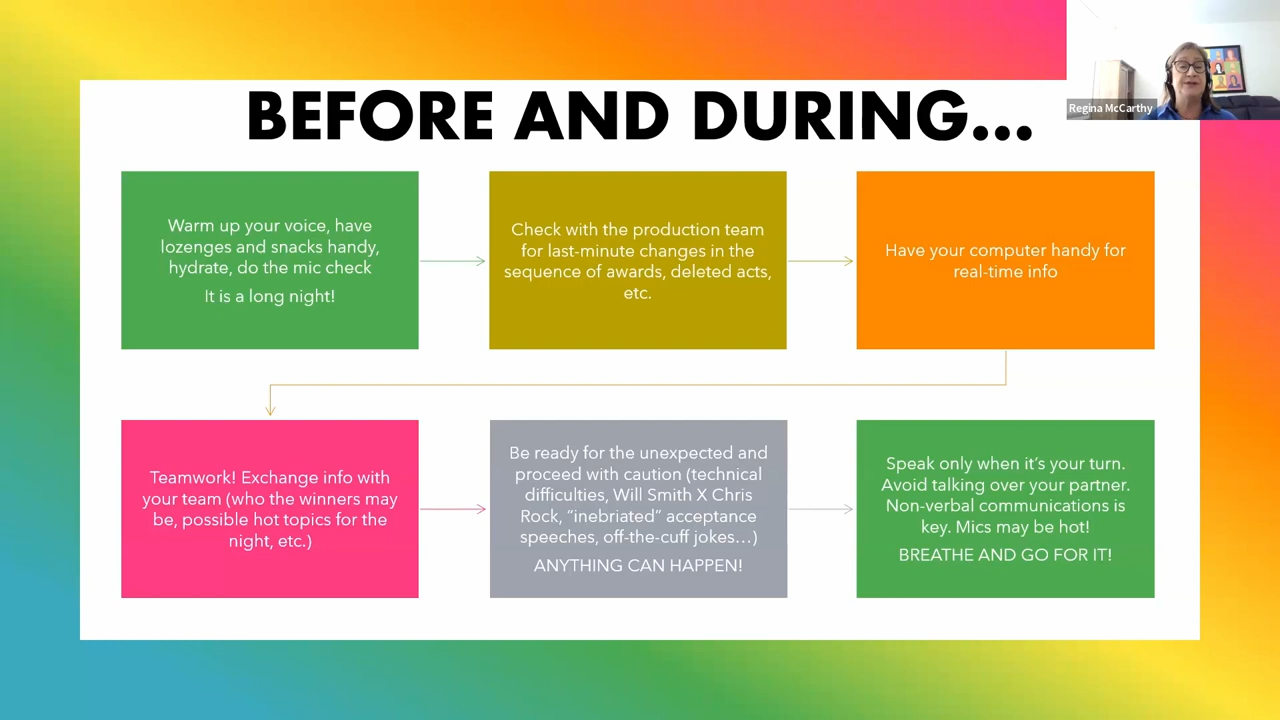 BEFORE AND DURING...
Regina McCarthy
Warm up your voice, have
lozenges and snacks handy,
hydrate, do the mic check
It is a long night!
Check with the production team
for last-minute changes in the
sequence of awards, deleted acts,
etc.
Have your computer handy for
real-time info
Teamwork! Exchange info with
your team (who the winners may
be, possible hot topics for the
night, etc.)
Be ready for the unexpected and
proceed with caution (technical
difficulties, Will Smith X Chris
Rock, “inebriated” acceptance
speeches, off-the-cuff jokes…)
ANYTHING CAN HAPPEN!
Speak only when it’s your turn.
Avoid talking over your partner.
Non-verbal communications is
key. Mics may be hot!
BREATHE AND GO FOR IT!